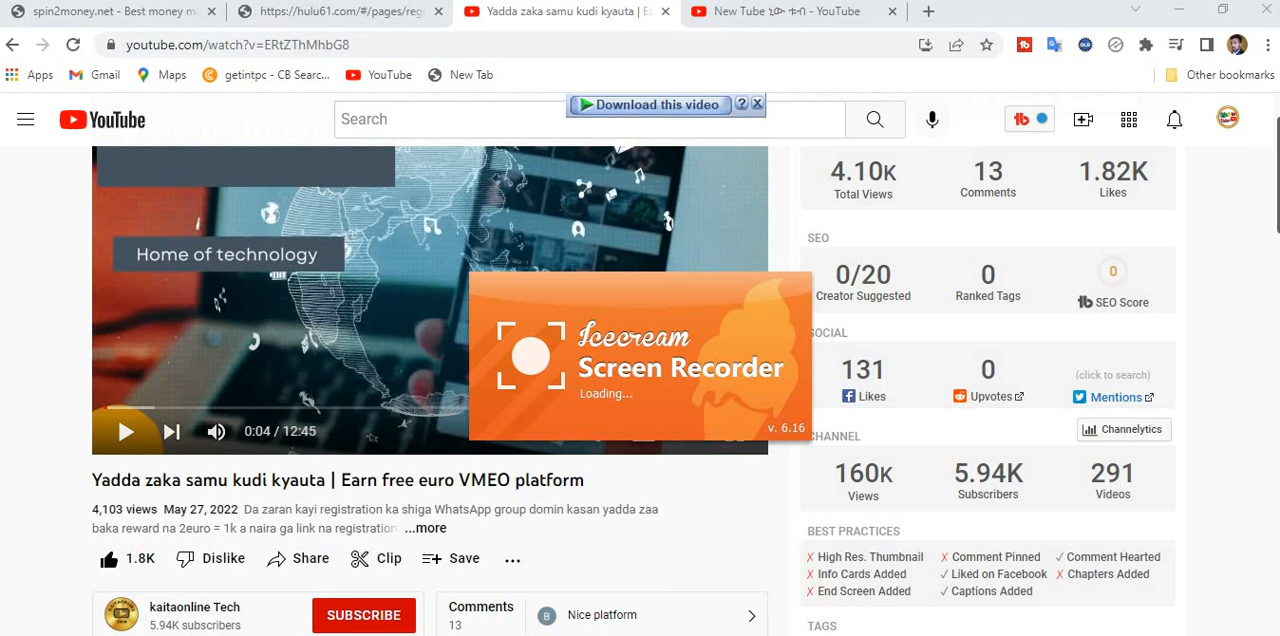 spin2money.net - Best money m
https://hulu61.com/#/pages/reg
Yadda zaka samu kudi kyauta | Ea
New Tube ኒው ቱብ - YouTube
youtube.com/watch?v=ERtZThMhbG8
Apps
Gmail
Maps
getintpc - CB Searc...
YouTube
New Tab
Other bookmarks
YouTube
Search
Download this video
tb
Home of technology
0:04 / 12:45
Icecream
Screen Recorder
Loading...
v. 6.16
Yadda zaka samu kudi kyauta | Earn free euro VMEO platform
4,103 views May 27, 2022 Da zaran kayi registration ka shiga WhatsApp group domin kasan yadda zaa
baka reward na 2euro = 1k a naira ga link na registration ...more
1.8K Dislike Share Clip Save ...
kaitaonline Tech
5.94K subscribers
SUBSCRIBE
Comments
13
B Nice platform
4.10K 13 1.82K
Total Views Comments Likes
SEO
0/20 0 0
Creator Suggested Ranked Tags tb SEO Score
SOCIAL
131 0 (click to search)
Likes Upvotes Mentions
CHANNEL
Channelytics
160K 5.94K 291
Views Subscribers Videos
BEST PRACTICES
X High Res. Thumbnail X Comment Pinned ✓ Comment Hearted
X Info Cards Added ✓ Liked on Facebook X Chapters Added
X End Screen Added ✓ Captions Added
TAGS